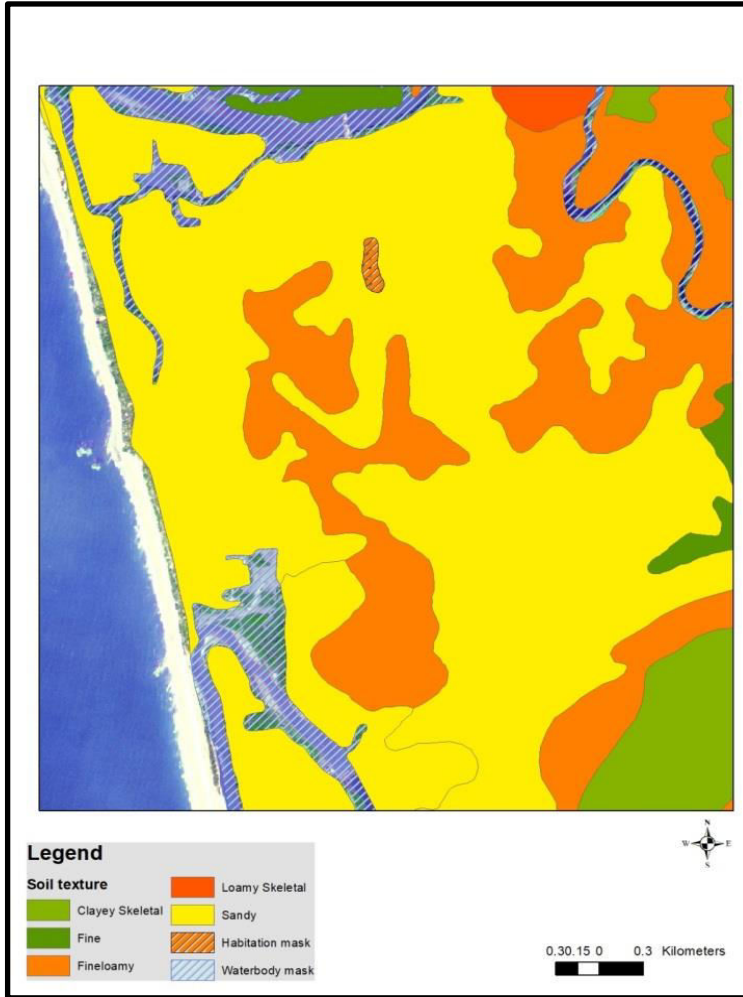 N
W E
S
Legend
Soil texture
Clayey Skeletal
Fine
Fineloamy
Loamy Skeletal
Sandy
Habitation mask
Waterbody mask
0.30.15 0 0.3 Kilometers